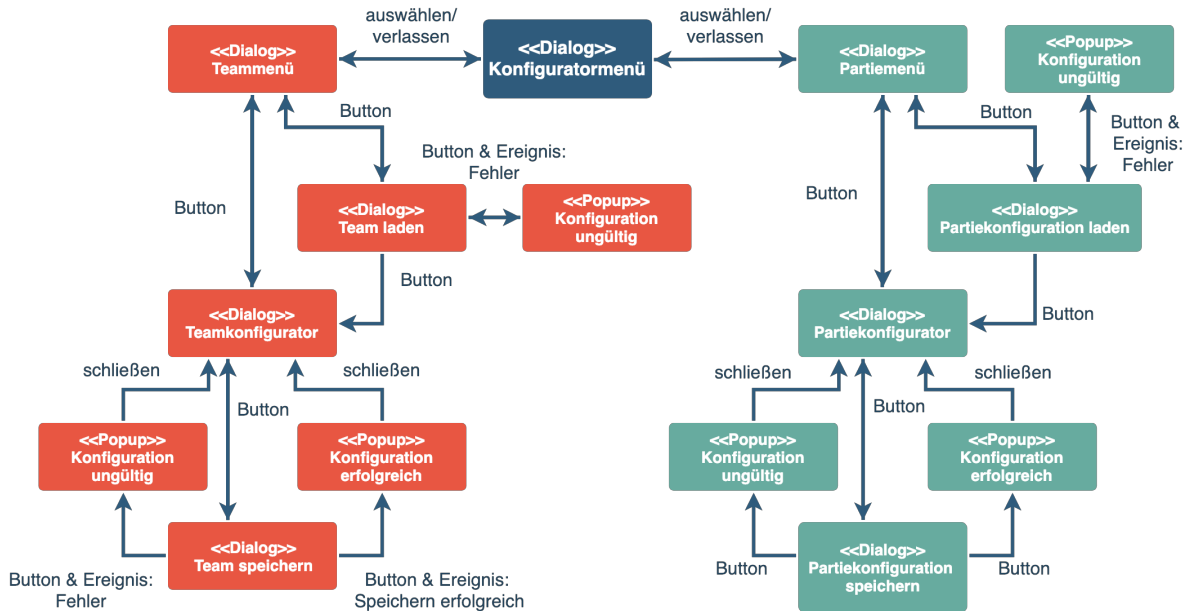 auswählen/
verlassen
auswählen/
verlassen
<<Dialog>>
Teammenü
<<Dialog>>
Konfiguratormenü
<<Dialog>>
Partiemenü
<<Popup>>
Konfiguration
ungültig
Button
Button
Button &
Ereignis:
Fehler
Button & Ereignis:
Fehler
Button
Button
<<Dialog>>
Team laden
<<Popup>>
Konfiguration
ungültig
<<Dialog>>
Partiekonfiguration laden
Button
Button
<<Dialog>>
Teamkonfigurator
<<Dialog>>
Partiekonfigurator
schließen
schließen
schließen
schließen
Button
Button
<<Popup>>
Konfiguration
ungültig
<<Popup>>
Konfiguration
erfolgreich
<<Popup>>
Konfiguration
ungültig
<<Popup>>
Konfiguration
erfolgreich
<<Dialog>>
Team speichern
<<Dialog>>
Partiekonfiguration
speichern
Button & Ereignis:
Fehler
Button & Ereignis:
Speichern erfolgreich
Button
Button